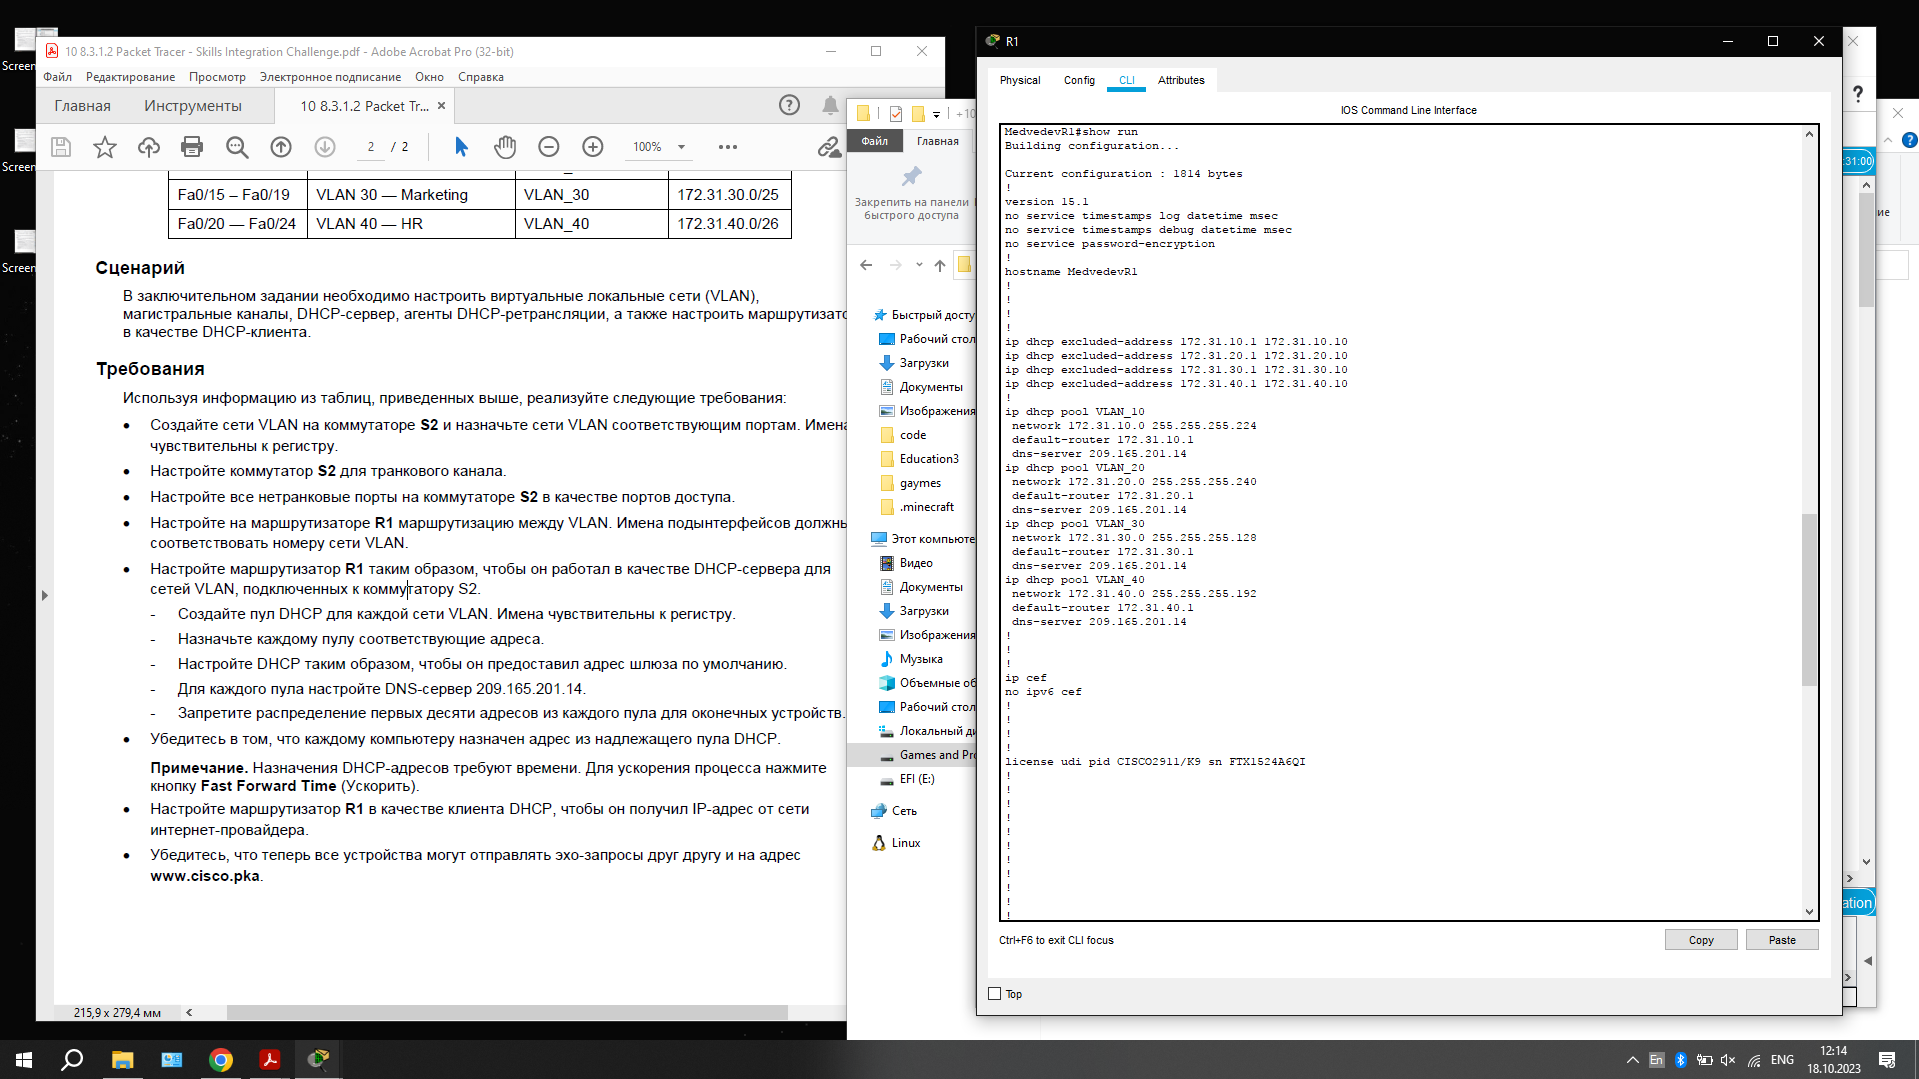 Screen
Screen
Screen
10 8.3.1.2 Packet Tracer - Skills Integration Challenge.pdf - Adobe Acrobat Pro (32-bit)
Файл Редактирование Просмотр Электронное подписание Окно Справка
Главная Инструменты 10 8.3.1.2 Packet Tr...
2 / 2 100%
Fa0/15 – Fa0/19 VLAN 30 — Marketing VLAN_30 172.31.30.0/25
Fa0/20 — Fa0/24 VLAN 40 — HR VLAN_40 172.31.40.0/26
Сценарий
В заключительном задании необходимо настроить виртуальные локальные сети (VLAN),
магистральные каналы, DHCP-сервер, агенты DHCP-ретрансляции, а также настроить маршрутизато
в качестве DHCP-клиента.
Требования
Используя информацию из таблиц, приведенных выше, реализуйте следующие требования:
• Создайте сети VLAN на коммутаторе S2 и назначьте сети VLAN соответствующим портам. Имена
чувствительны к регистру.
• Настройте коммутатор S2 для транкового канала.
• Настройте все нетранковые порты на коммутаторе S2 в качестве портов доступа.
• Настройте на маршрутизаторе R1 маршрутизацию между VLAN. Имена подынтерфейсов должны
соответствовать номеру сети VLAN.
• Настройте маршрутизатор R1 таким образом, чтобы он работал в качестве DHCP-сервера для
сетей VLAN, подключенных к коммутатору S2.
- Создайте пул DHCP для каждой сети VLAN. Имена чувствительны к регистру.
- Назначьте каждому пулу соответствующие адреса.
- Настройте DHCP таким образом, чтобы он предоставил адрес шлюза по умолчанию.
- Для каждого пула настройте DNS-сервер 209.165.201.14.
- Запретите распределение первых десяти адресов из каждого пула для оконечных устройств.
• Убедитесь в том, что каждому компьютеру назначен адрес из надлежащего пула DHCP.
Примечание. Назначения DHCP-адресов требуют времени. Для ускорения процесса нажмите
кнопку Fast Forward Time (Ускорить).
• Настройте маршрутизатор R1 в качестве клиента DHCP, чтобы он получил IP-адрес от сети
интернет-провайдера.
• Убедитесь, что теперь все устройства могут отправлять эхо-запросы друг другу и на адрес
www.cisco.pka.
215,9 x 279,4 мм
+10
Файл Главная
Закрепить на панели
быстрого доступа
Быстрый досту
Рабочий стол
Загрузки
Документы
Изображения
code
Education3
gaymes
.minecraft
Этот компьюте
Видео
Документы
Загрузки
Изображения
Музыка
Объемные об
Рабочий стол
Локальный ди
Games and Pro
EFI (E:)
Сеть
Linux
R1
Physical Config CLI Attributes
IOS Command Line Interface
MedvedevR1#show run
Building configuration...
Current configuration : 1814 bytes
!
version 15.1
no service timestamps log datetime msec
no service timestamps debug datetime msec
no service password-encryption
!
hostname MedvedevR1
!
!
!
!
ip dhcp excluded-address 172.31.10.1 172.31.10.10
ip dhcp excluded-address 172.31.20.1 172.31.20.10
ip dhcp excluded-address 172.31.30.1 172.31.30.10
ip dhcp excluded-address 172.31.40.1 172.31.40.10
!
ip dhcp pool VLAN_10
network 172.31.10.0 255.255.255.224
default-router 172.31.10.1
dns-server 209.165.201.14
ip dhcp pool VLAN_20
network 172.31.20.0 255.255.255.240
default-router 172.31.20.1
dns-server 209.165.201.14
ip dhcp pool VLAN_30
network 172.31.30.0 255.255.255.128
default-router 172.31.30.1
dns-server 209.165.201.14
ip dhcp pool VLAN_40
network 172.31.40.0 255.255.255.192
default-router 172.31.40.1
dns-server 209.165.201.14
!
!
!
ip cef
no ipv6 cef
!
!
!
!
license udi pid CISCO2911/K9 sn FTX1524A6QI
!
!
!
!
!
!
!
!
!
!
!
Ctrl+F6 to exit CLI focus
Copy Paste
Top
:31:00)
ие
ation
En ENG
12:14
18.10.2023